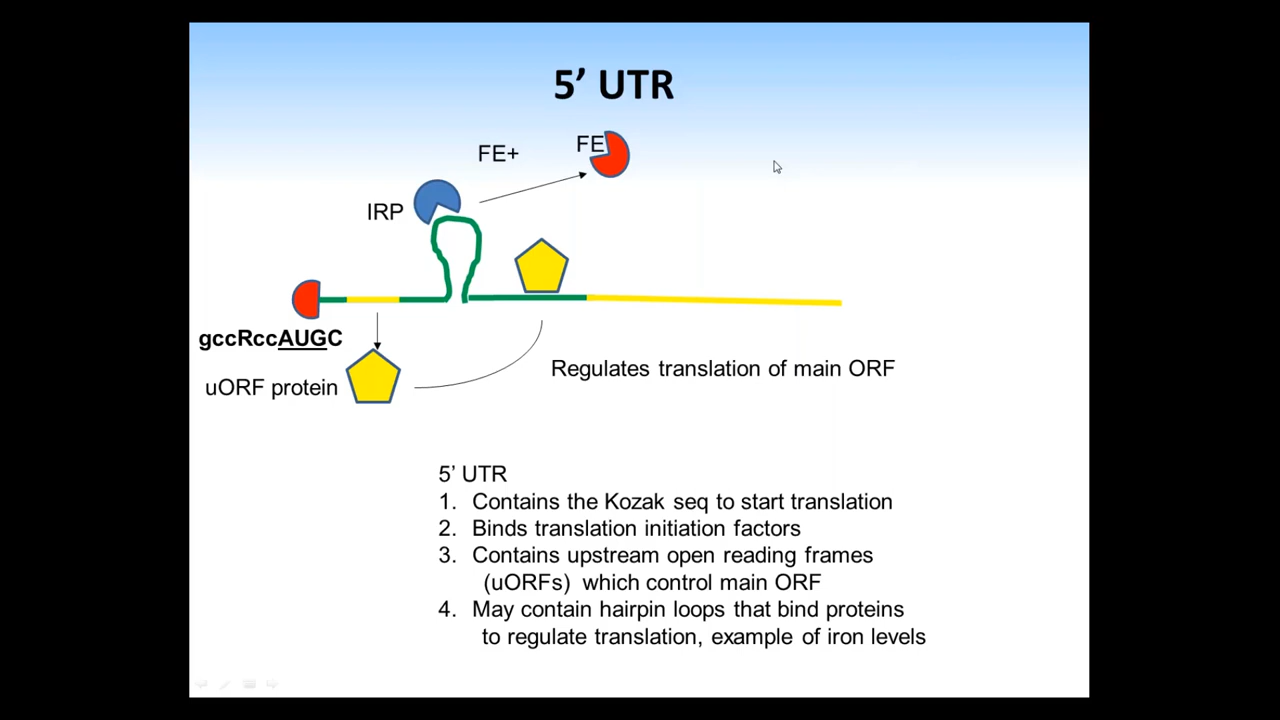 5’ UTR
FE+
FE
IRP
gccRccAUGC
uORF protein
Regulates translation of main ORF
5’ UTR
1. Contains the Kozak seq to start translation
2. Binds translation initiation factors
3. Contains upstream open reading frames
(uORFs) which control main ORF
4. May contain hairpin loops that bind proteins
to regulate translation, example of iron levels